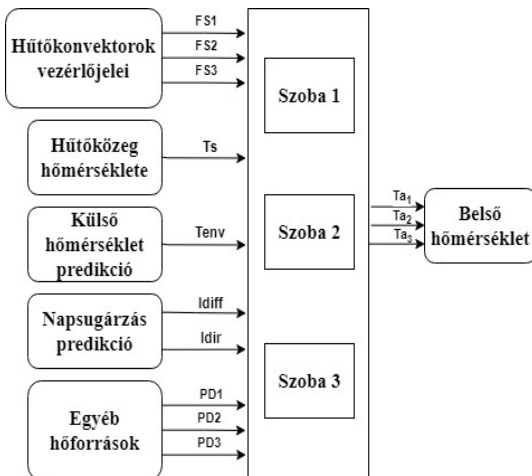 Hűtőkonvektorok
vezérlőjelei
FS1
FS2
FS3
Szoba 1
Hűtőközeg
hőmérséklete
Ts
Külső
hőmérséklet
predikció
Tenv
Szoba 2
Ta1
Ta2
Ta3
Belső
hőmérséklet
Napsugárzás
predikció
Idiff
Idir
Szoba 3
Egyéb
hőforrások
PD1
PD2
PD3